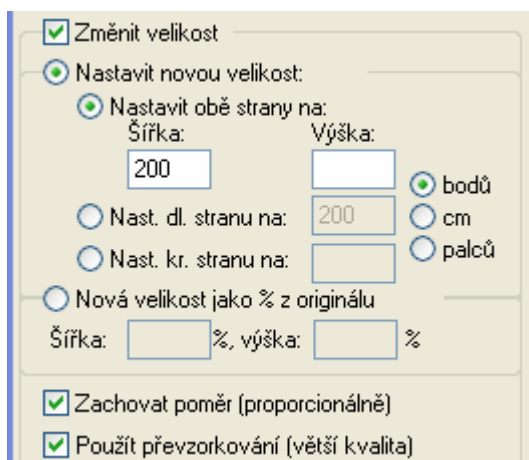 Změnit velikost
Nastavit novou velikost:
Nastavit obě strany na:
Šířka: Výška:
200
bodů
Nast. dl. stranu na: 200 cm
Nast. kr. stranu na: palců
Nová velikost jako % z originálu
Šířka: %, výška: %
Zachovat poměr (proporcionálně)
Použít převzorkování (větší kvalita)